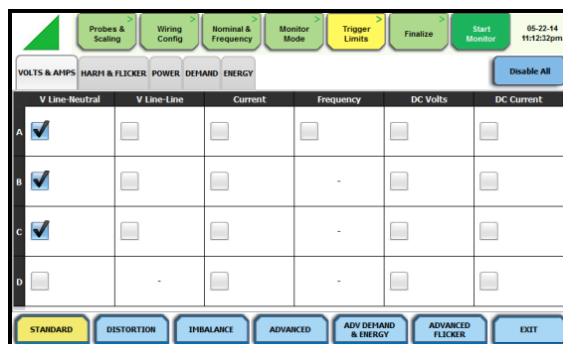 Probes & Scaling > Wiring Config > Nominal & Frequency > Monitor Mode > Trigger Limits > Finalize > Start Monitor > 05-22-14 11:12:32pm
VOLTS & AMPS HARM & FLICKER POWER DEMAND ENERGY Disable All
V Line-Neutral V Line-Line Current Frequency DC Volts DC Current
A
B -
C -
D - -
STANDARD DISTORTION IMBALANCE ADVANCED ADV DEMAND & ENERGY ADVANCED FLICKER EXIT